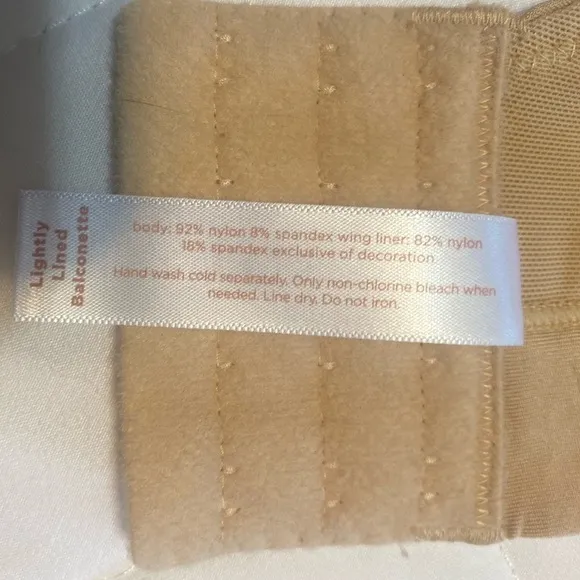 Lightly
Lined
Balconette
body: 92% nylon 8% spandex wing liner: 82% nylon
18% spandex exclusive of decoration
Hand wash cold separately. Only non-chlorine bleach when
needed. Line dry. Do not iron.